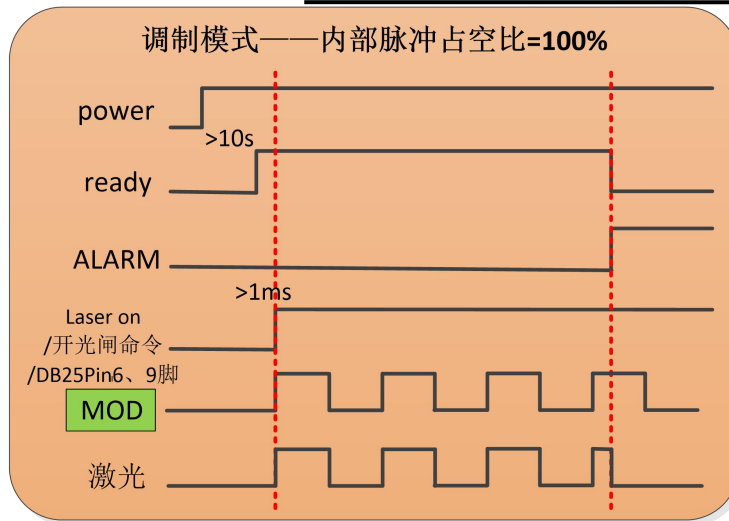 调制模式——内部脉冲占空比=100%
power
>10s
ready
ALARM
>1ms
Laser on
/开光闸命令
/DB25Pin6、9脚
MOD
激光